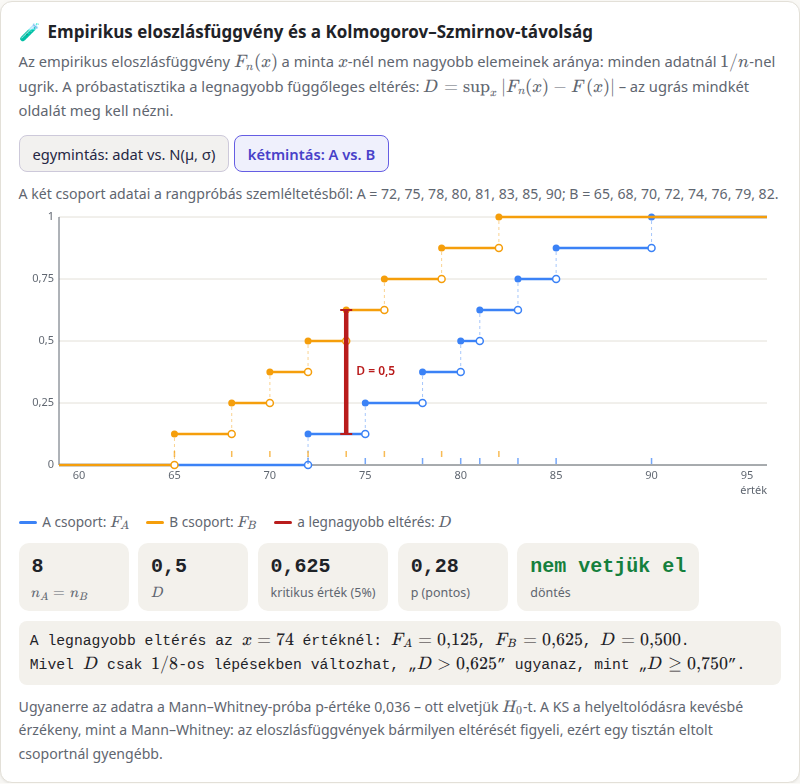 🧪 Empirikus eloszlásfüggvény és a Kolmogorov–Szmirnov-távolság
Az empirikus eloszlásfüggvény Fₙ(x) a minta x-nél nem nagyobb elemeinek aránya: minden adatnál 1/n-nel
ugrik. A próbastatisztika a legnagyobb függőleges eltérés: D = supₓ |Fₙ(x) − F(x)| – az ugrás mindkét
oldalát meg kell nézni.
egymintás: adat vs. N(μ, σ)
kétmintás: A vs. B
A két csoport adatai a rangpróbás szemléltetésből: A = 72, 75, 78, 80, 81, 83, 85, 90; B = 65, 68, 70, 72, 74, 76, 79, 82.
1
0,75
0,5
0,25
0
D = 0,5
60 65 70 75 80 85 90 95
érték
A csoport: F_A B csoport: F_B a legnagyobb eltérés: D
8
n_A = n_B
0,5
D
0,625
kritikus érték (5%)
0,28
p (pontos)
nem vetjük el
döntés
A legnagyobb eltérés az x = 74 értéknél: F_A = 0,125, F_B = 0,625, D = 0,500.
Mivel D csak 1/8-os lépésekben változhat, „D > 0,625” ugyanaz, mint „D ≥ 0,750”.
Ugyanerre az adatra a Mann–Whitney-próba p-értéke 0,036 – ott elvetjük H₀-t. A KS a helyeltolódásra kevésbé
érzékeny, mint a Mann–Whitney: az eloszlásfüggvények bármilyen eltérését figyeli, ezért egy tisztán eltolt
csoportnál gyengébb.